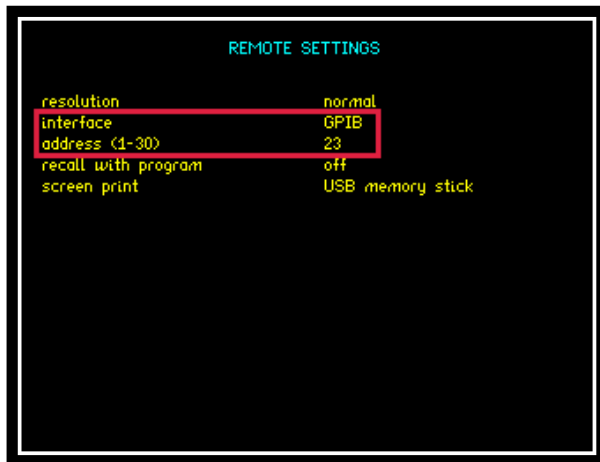 REMOTE SETTINGS
resolution normal
interface GPIB
address (1-30) 23
recall with program off
screen print USB memory stick